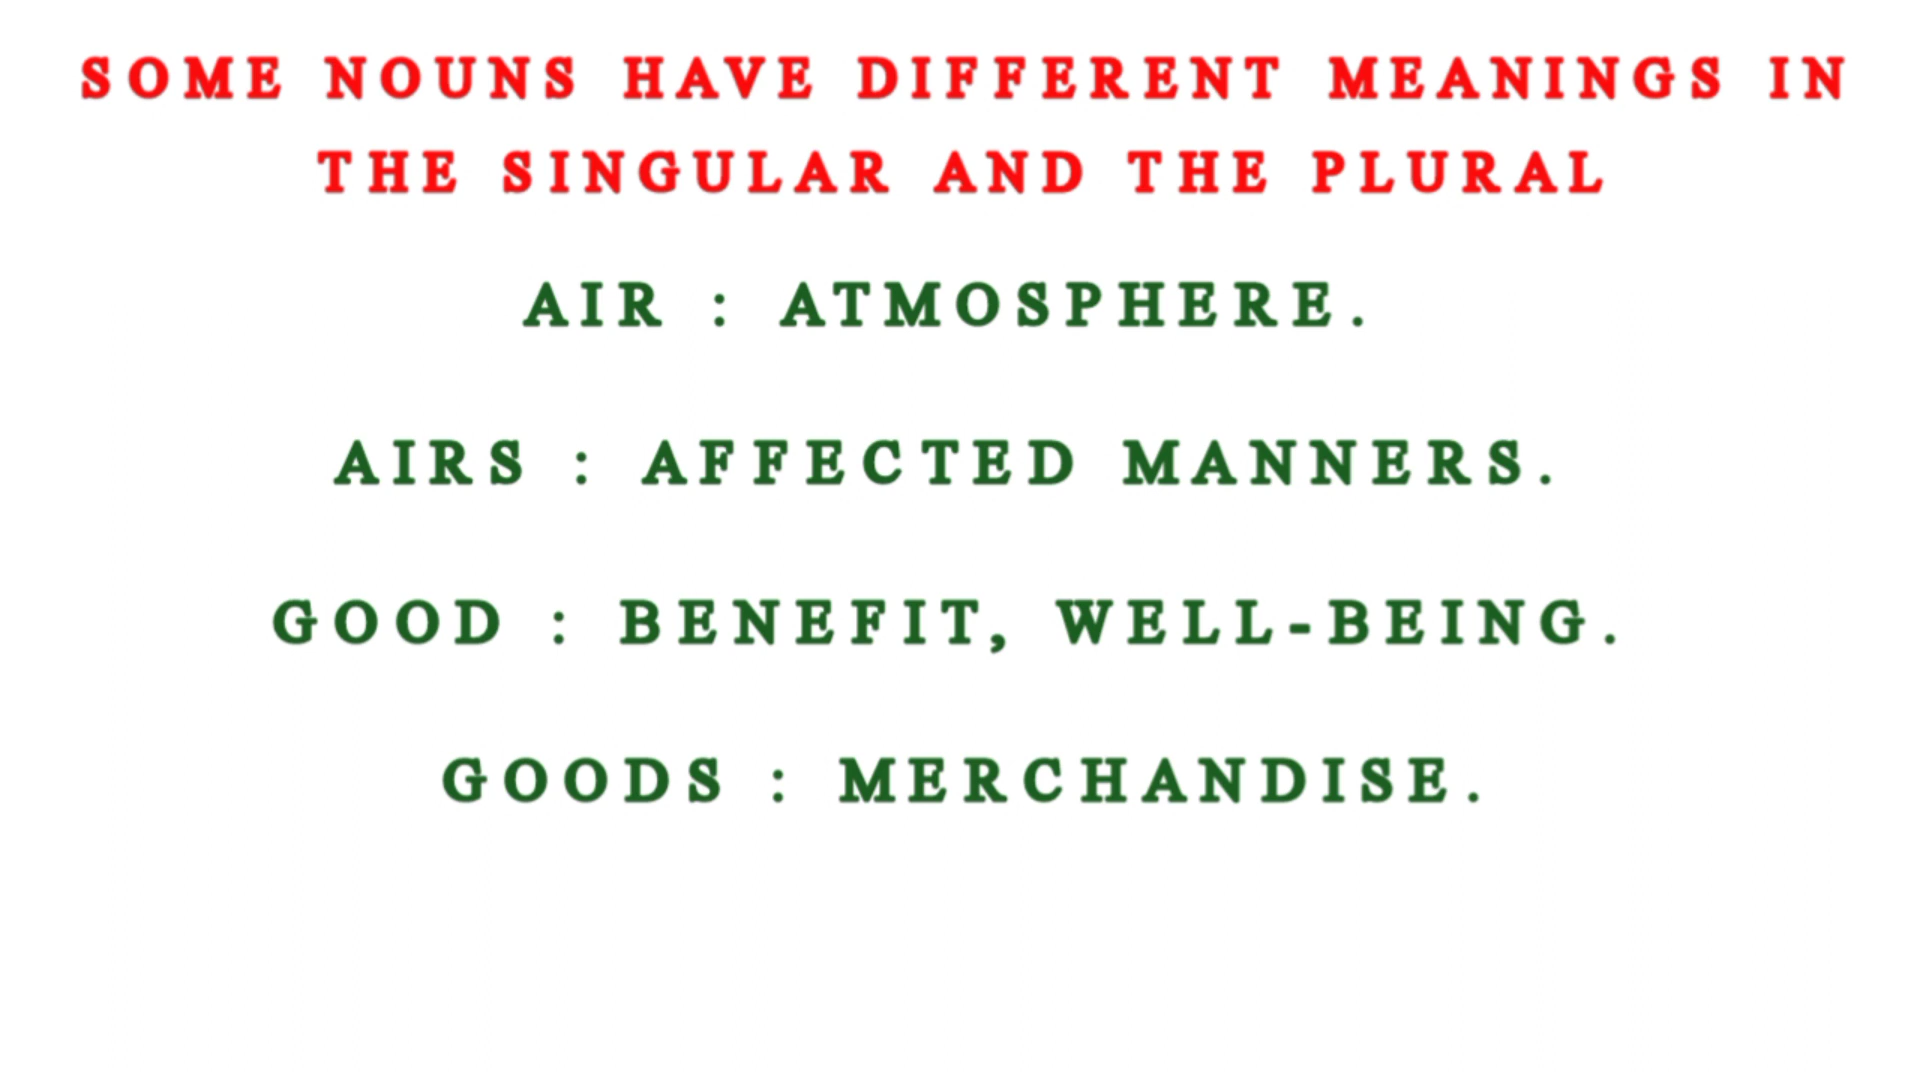 SOME NOUNS HAVE DIFFERENT MEANINGS IN
THE SINGULAR AND THE PLURAL
AIR : ATMOSPHERE.
AIRS : AFFECTED MANNERS.
GOOD : BENEFIT, WELL-BEING.
GOODS : MERCHANDISE.